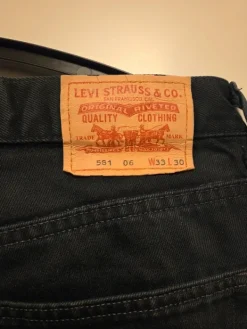 LEVI STRAUSS & CO.
SAN FRANCISCO, CAL.
ORIGINAL RIVETED
QUALITY CLOTHING
TRADE MARK
551 06 W33 L30